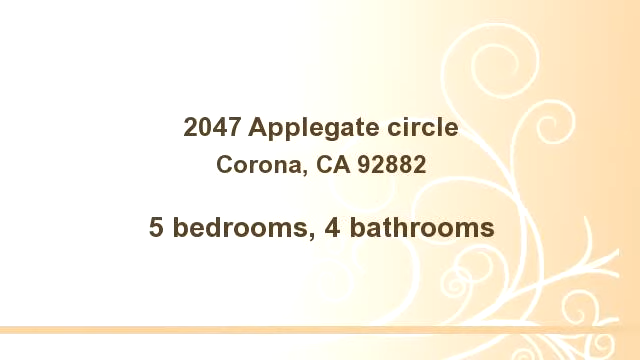 2047 Applegate circle
Corona, CA 92882
5 bedrooms, 4 bathrooms